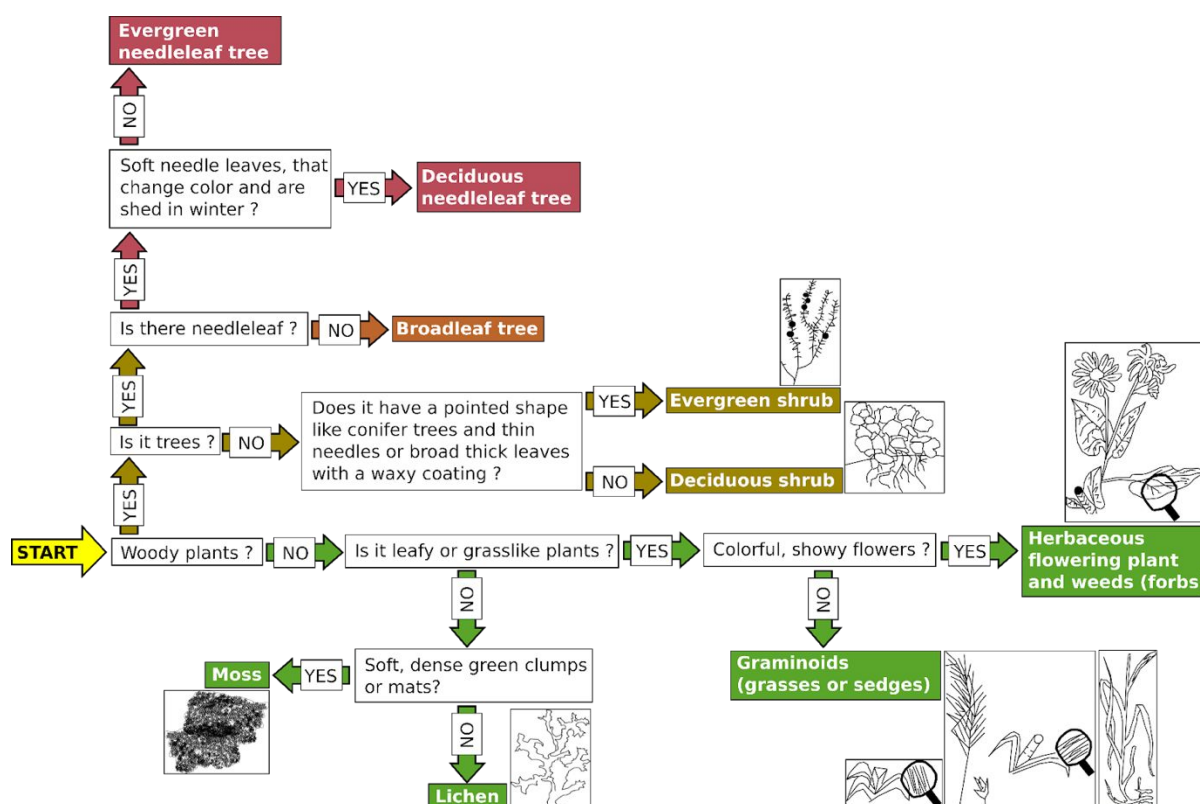 Evergreen
needleleaf tree
NO
Soft needle leaves, that
change color and are
shed in winter ?
YES
Deciduous
needleleaf tree
YES
Is there needleleaf ?
NO
Broadleaf tree
YES
Is it trees ?
NO
Does it have a pointed shape
like conifer trees and thin
needles or broad thick leaves
with a waxy coating ?
YES
Evergreen shrub
NO
Deciduous shrub
YES
START
Woody plants ?
NO
Is it leafy or grasslike plants ?
YES
Colorful, showy flowers ?
YES
Herbaceous
flowering plant
and weeds (forbs
NO
NO
Graminoids
(grasses or sedges)
Soft, dense green clumps
or mats?
YES
Moss
NO
Lichen